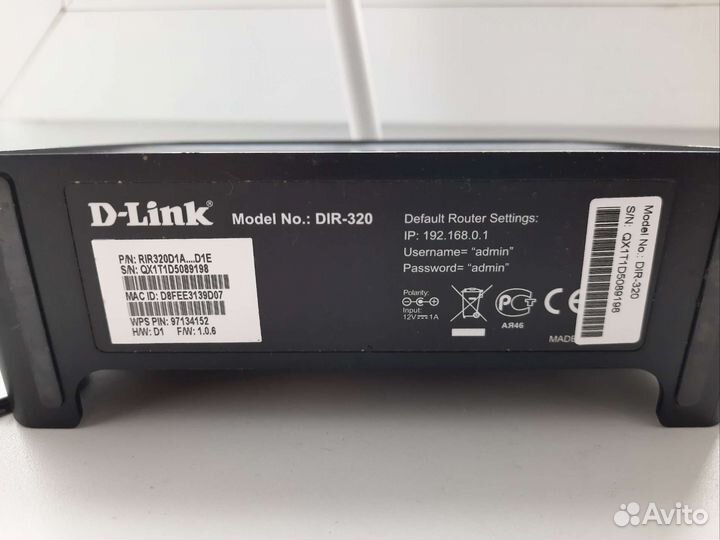 D-Link Model No.: DIR-320
P/N: RIR320D1A....D1E
S/N: QX1T1D5089198
MAC ID: D8FEE3139D07
WPS PIN: 97134152
H/W: D1 F/W: 1.0.6
Default Router Settings:
IP: 192.168.0.1
Username= “admin”
Password= “admin”
Polarity:
Input:
12V⎓1A
АЯ46
CE
MADE
Model No.: DIR-320
S/N: QX1T1D5089198
Avito